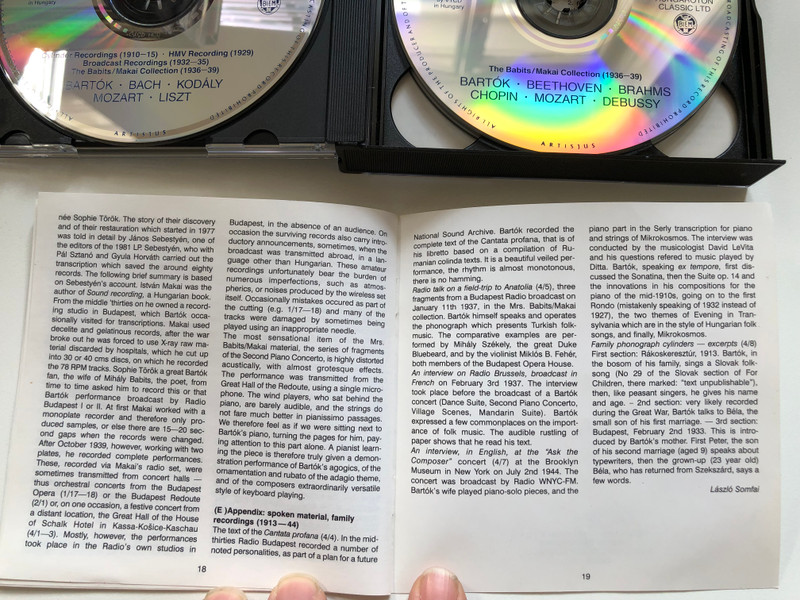 in Hungary
Recordings (1910–15) · HMV Recording (1929)
Broadcast Recordings (1932–35)
The Babits/Makai Collection (1936–39)
BARTÓK · BACH · KODÁLY
MOZART · LISZT
ARTISJUS
in Hungary
HUNGAROTON
CLASSIC LTD
The Babits/Makai Collection (1936–39)
BARTÓK · BEETHOVEN · BRAHMS
CHOPIN · MOZART · DEBUSSY
ALL RIGHTS OF THE PRODUCER AND OF
BROADCASTING OF THIS RECORD PROHIBITED
ARTISJUS
née Sophie Török. The story of their discovery
and of their restauration which started in 1977
was told in detail by János Sebestyén, one of
the editors of the 1981 LP. Sebestyén, who with
Pál Sztanó and Gyula Horváth carried out the
transcription which saved the around eighty
records. The following brief summary is based
on Sebestyén's account. István Makai was the
author of Sound recording, a Hungarian book.
From the middle 'thirties on he owned a record-
ing studio in Budapest, which Bartók occa-
sionally visited for transcriptions. Makai used
decelite and gelatinous records, after the war
broke out he was forced to use X-ray raw ma-
terial discarded by hospitals, which he cut up
into 30 or 40 cms discs, on which he recorded
the 78 RPM tracks. Sophie Török a great Bartók
fan, the wife of Mihály Babits, the poet, from
time to time asked him to record this or that
Bartók performance broadcast by Radio
Budapest I or II. At first Makai worked with a
monoplate recorder and therefore only pro-
duced samples, or else there are 15—20 sec-
ond gaps when the records were changed.
After October 1939, however, working with two
plates, he recorded complete performances.
These, recorded via Makai's radio set, were
sometimes transmitted from concert halls —
thus orchestral concerts from the Budapest
Opera (1/17—18) or the Budapest Redoute
(2/1) or, on one occasion, a festive concert from
a distant location, the Great Hall of the House
of Schalk Hotel in Kassa-Košice-Kaschau
(4/1—3). Mostly, however, the performances
took place in the Radio's own studios in
Budapest, in the absence of an audience. On
occasion the surviving records also carry intro-
ductory announcements, sometimes, when the
broadcast was transmitted abroad, in a lan-
guage other than Hungarian. These amateur
recordings unfortunately bear the burden of
numerous imperfections, such as atmos-
pherics, or noises produced by the wireless set
itself. Occasionally mistakes occured as part of
the cutting (e.g. 1/17—18) and many of the
tracks were damaged by sometimes being
played using an inappropriate needle.
The most sensational item of the Mrs.
Babits/Makai material, the series of fragments
of the Second Piano Concerto, is highly distorted
acoustically, with almost grotesque effects.
The performance was transmitted from the
Great Hall of the Redoute, using a single micro-
phone. The wind players, who sat behind the
piano, are barely audible, and the strings do
not fare much better in pianissimo passages.
We therefore feel as if we were sitting next to
Bartók's piano, turning the pages for him, pay-
ing attention to this part alone. A pianist learn-
ing the piece is therefore truly given a demon-
stration performance of Bartók's agogics, of the
ornamentation and rubato of the adagio theme,
and of the composers extraordinarily versatile
style of keyboard playing.
(E )Appendix: spoken material, family
recordings (1913—44)
The text of the Cantata profana (4/4). In the mid-
thirties Radio Budapest recorded a number of
noted personalities, as part of a plan for a future
18
National Sound Archive. Bartók recorded the
complete text of the Cantata profana, that is of
his libretto based on a compilation of Ru-
manian colinda texts. It is a beautiful veiled per-
formance, the rhythm is almost monotonous,
there is no hamming.
Radio talk on a field-trip to Anatolia (4/5), three
fragments from a Budapest Radio broadcast on
January 11th 1937, in the Mrs. Babits/Makai
collection. Bartók himself speaks and operates
the phonograph which presents Turkish folk-
music. The comparative examples are per-
formed by Mihály Székely, the great Duke
Bluebeard, and by the violinist Miklós B. Fehér,
both members of the Budapest Opera House.
An interview on Radio Brussels, broadcast in
French on February 3rd 1937. The interview
took place before the broadcast of a Bartók
concert (Dance Suite, Second Piano Concerto,
Village Scenes, Mandarin Suite). Bartók
expressed a few commonplaces on the import-
ance of folk music. The audible rustling of
paper shows that he read his text.
An interview, in English, at the "Ask the
Composer" concert (4/7) at the Brooklyn
Museum in New York on July 2nd 1944. The
concert was broadcast by Radio WNYC-FM.
Bartók's wife played piano-solo pieces, and the
piano part in the Serly transcription for piano
and strings of Mikrokosmos. The interview was
conducted by the musicologist David LeVita
and his questions refered to music played by
Ditta. Bartók, speaking ex tempore, first dis-
cussed the Sonatina, then the Suite op. 14 and
the innovations in his compositions for the
piano of the mid-1910s, going on to the first
Rondo (mistakenly speaking of 1932 instead of
1927), the two themes of Evening in Tran-
sylvania which are in the style of Hungarian folk
songs, and finally, Mikrokosmos.
Family phonograph cylinders — excerpts (4/8)
First section: Rákoskeresztúr, 1913. Bartók, in
the bosom of his family, sings a Slovak folk-
song (No 29 of the Slovak section of For
Children, there marked: "text unpublishable"),
then, like peasant singers, he gives his name
and age. – 2nd section: very likely recorded
during the Great War, Bartók talks to Béla, the
small son of his first marriage. — 3rd section:
Budapest, February 2nd 1933. This is intro-
duced by Bartók's mother. First Peter, the son
of his second marriage (aged 9) speaks about
typewriters, then the grown-up (23 year old)
Béla, who has returned from Szekszárd, says a
few words.
László Somfai
19